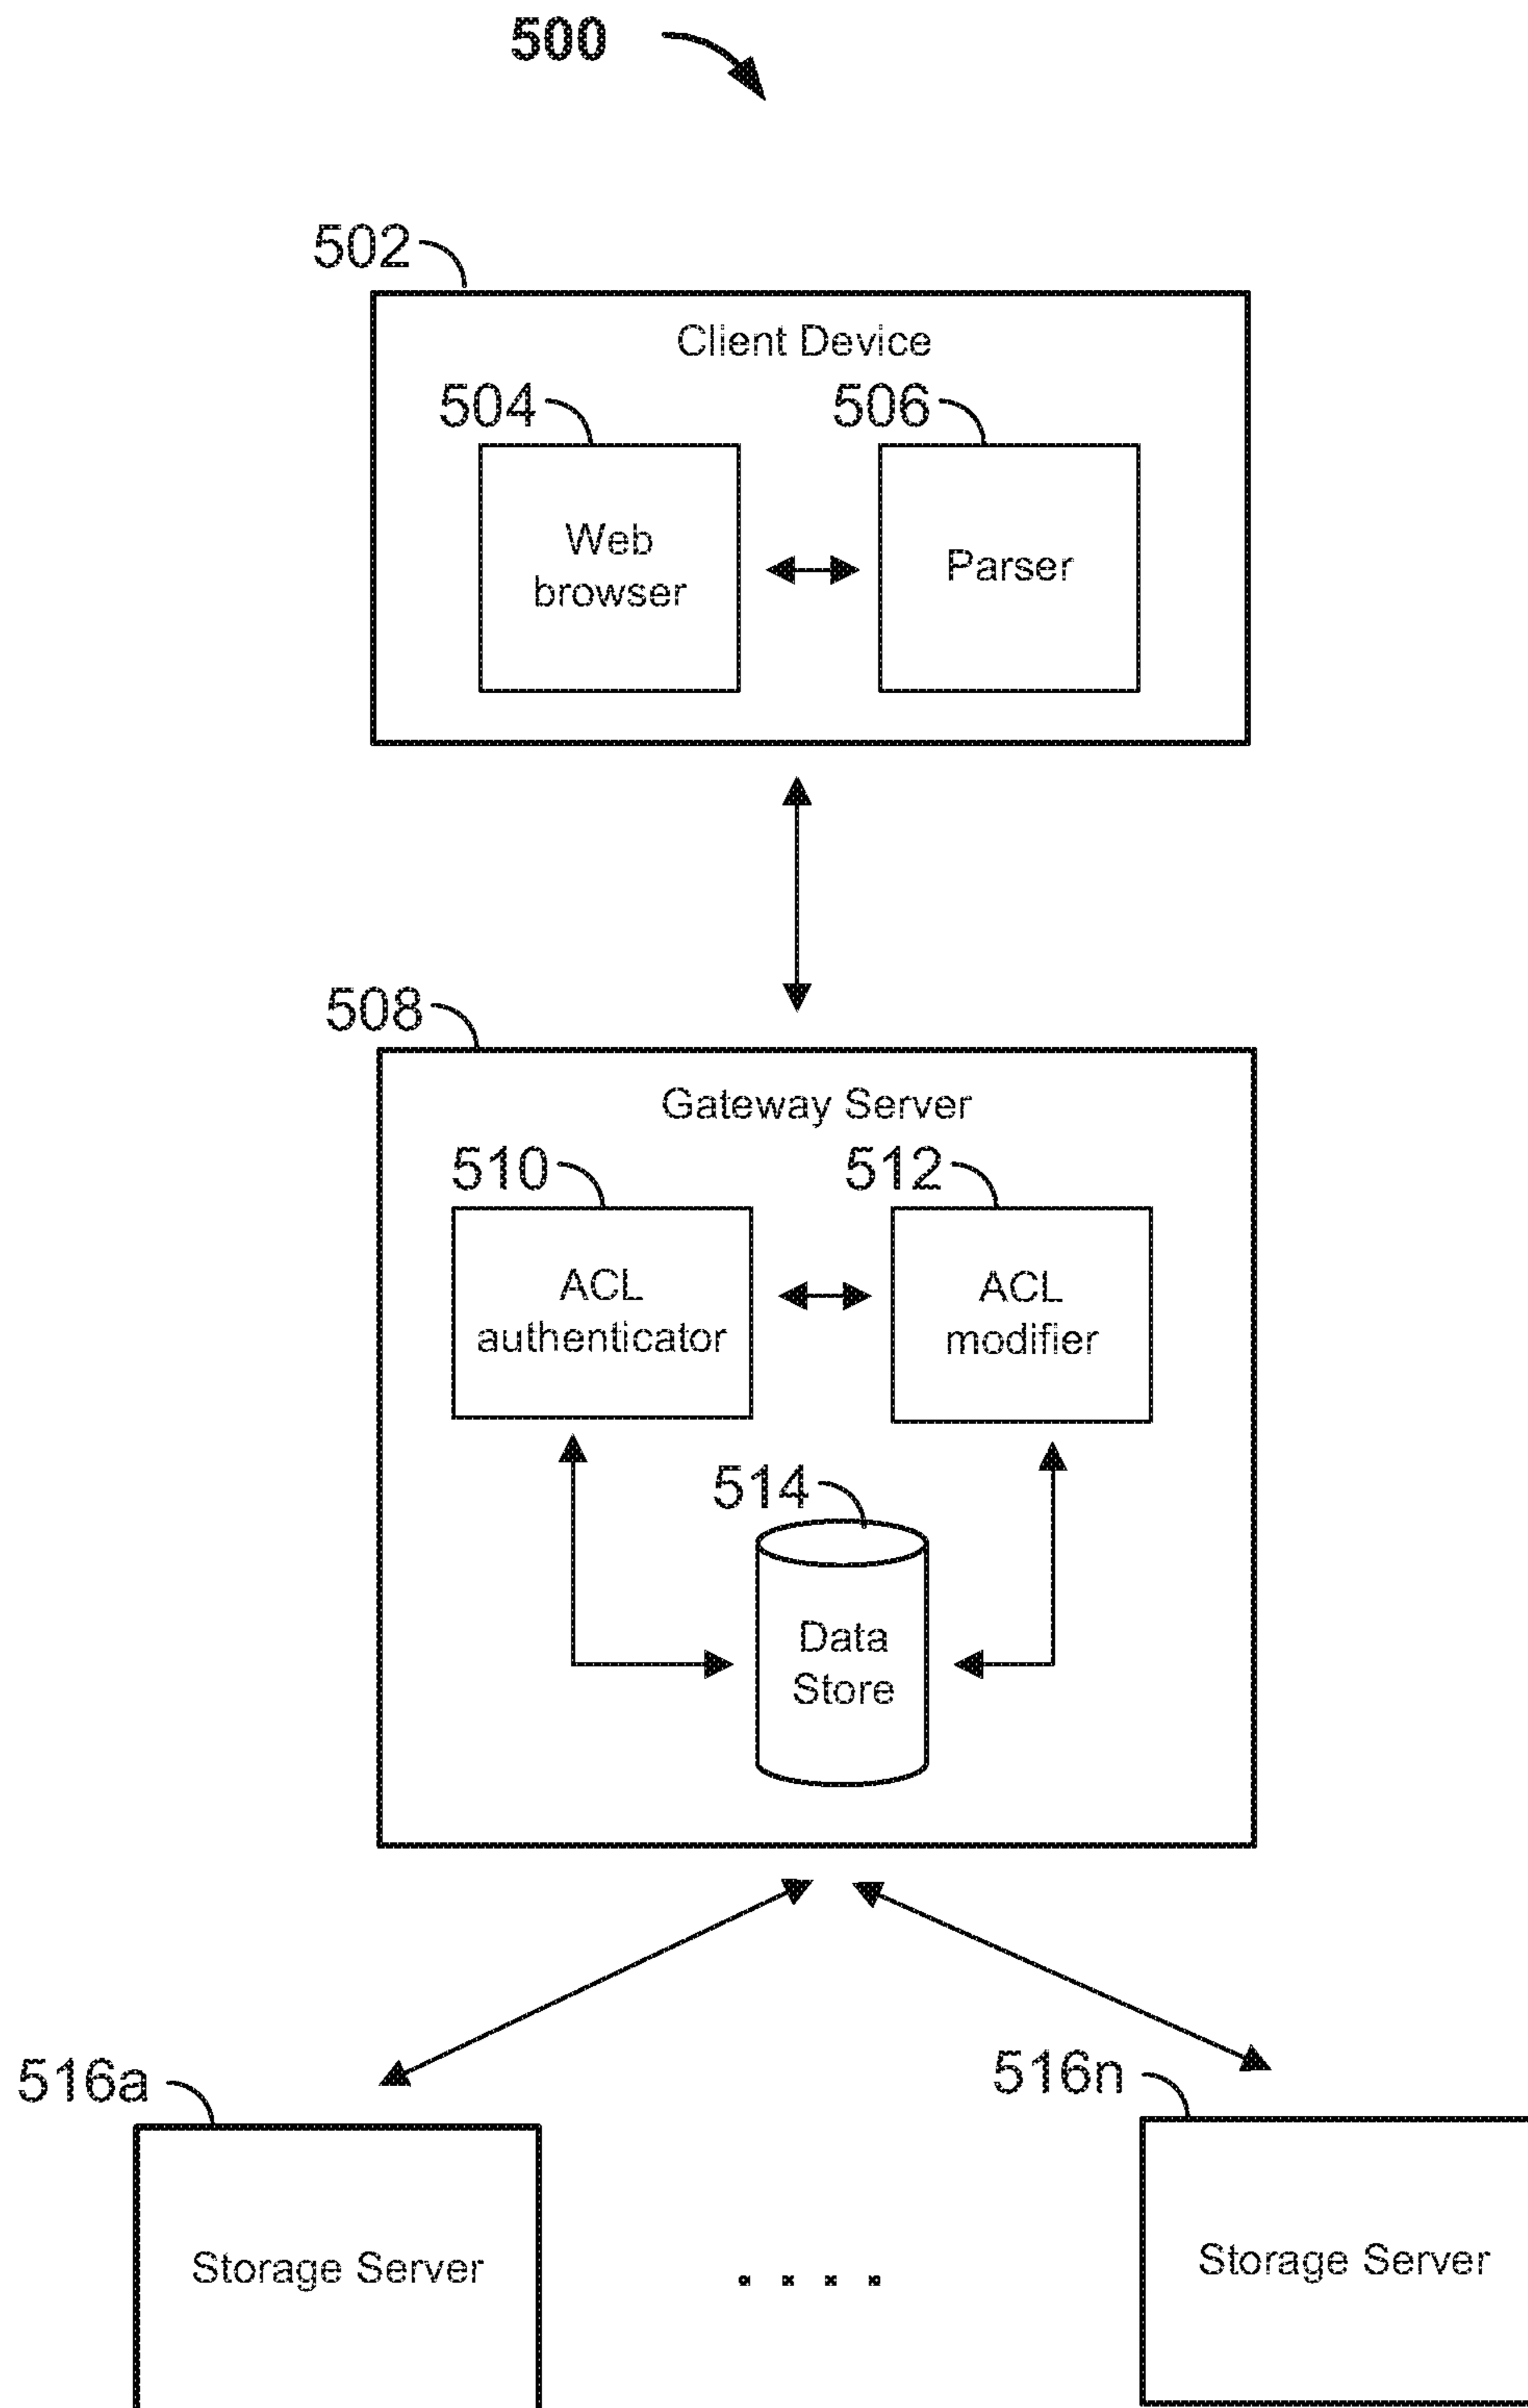 500
502
Client Device
504
506
Web
browser
Parser
508
Gateway Server
510
512
ACL
authenticator
ACL
modifier
514
Data
Store
516a
516n
Storage Server
Storage Server